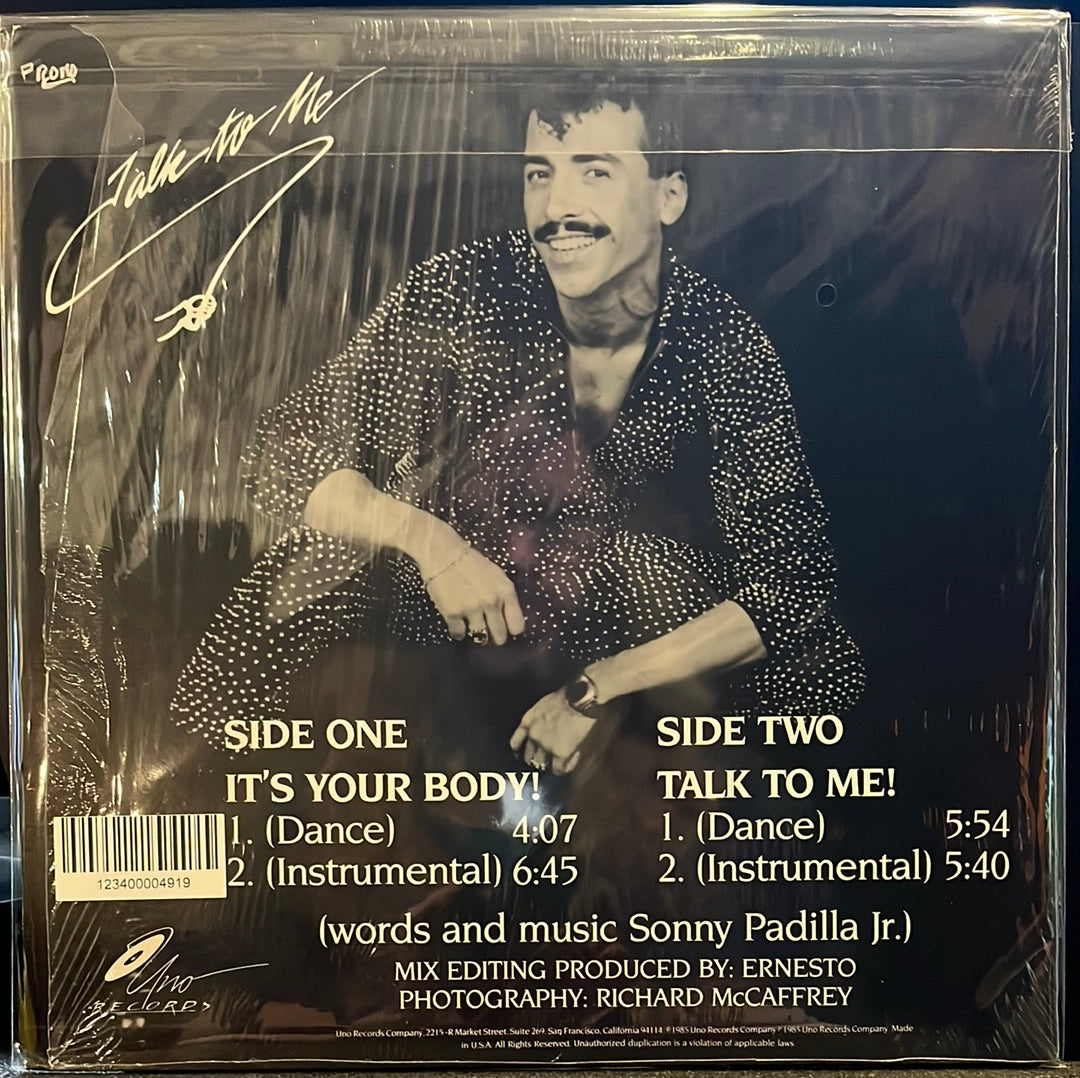 PROMO
Talk to Me
SIDE ONE
IT'S YOUR BODY!
1. (Dance) 4:07
2. (Instrumental) 6:45
SIDE TWO
TALK TO ME!
1. (Dance) 5:54
2. (Instrumental) 5:40
123400004919
(words and music Sonny Padilla Jr.)
MIX EDITING PRODUCED BY: ERNESTO
PHOTOGRAPHY: RICHARD McCAFFREY
Uno
RECORDS
Uno Records Company, 2215-R Market Street, Suite 269, San Francisco, California 94114 ©1985 Uno Records Company ℗1985 Uno Records Company Made
in U.S.A. All Rights Reserved. Unauthorized duplication is a violation of applicable laws